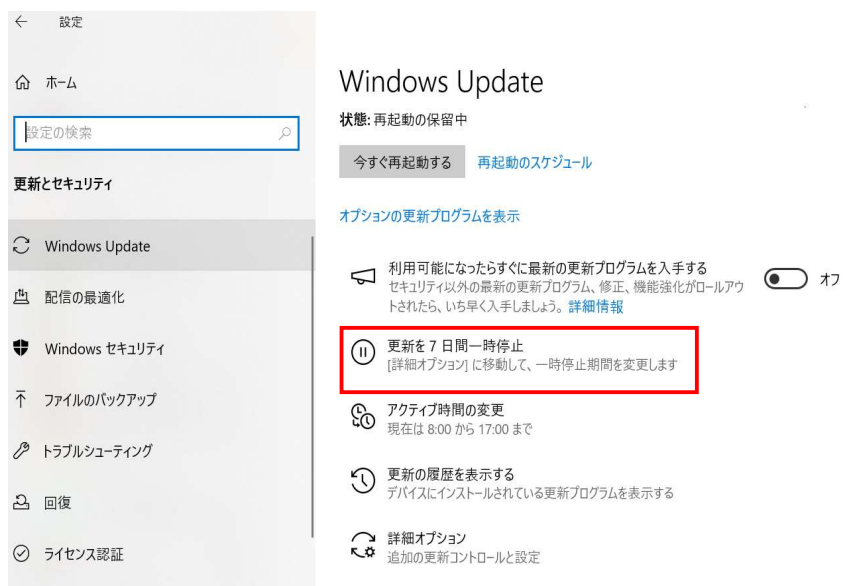 設定
ホーム
設定の検索
更新とセキュリティ
Windows Update
配信の最適化
Windows セキュリティ
ファイルのバックアップ
トラブルシューティング
回復
ライセンス認証
Windows Update
状態: 再起動の保留中
今すぐ再起動する
再起動のスケジュール
オプションの更新プログラムを表示
利用可能になったらすぐに最新の更新プログラムを入手する
セキュリティ以外の最新の更新プログラム、修正、機能強化がロールアウ
トされたら、いち早く入手しましょう。 詳細情報
オフ
更新を 7 日間一時停止
[詳細オプション] に移動して、一時停止期間を変更します
アクティブ時間の変更
現在は 8:00 から 17:00 まで
更新の履歴を表示する
デバイスにインストールされている更新プログラムを表示する
詳細オプション
追加の更新コントロールと設定